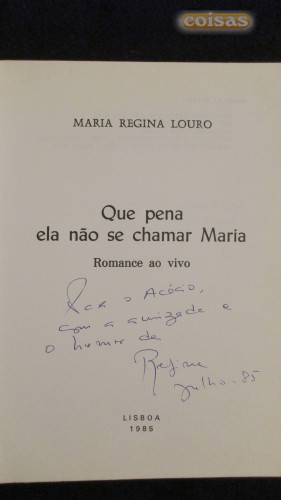 coisas
MARIA REGINA LOURO
Que pena
ela não se chamar Maria
Romance ao vivo
Para o Acácio,
com a amizade e
o humor da
Regina
julho-85
LISBOA
1985